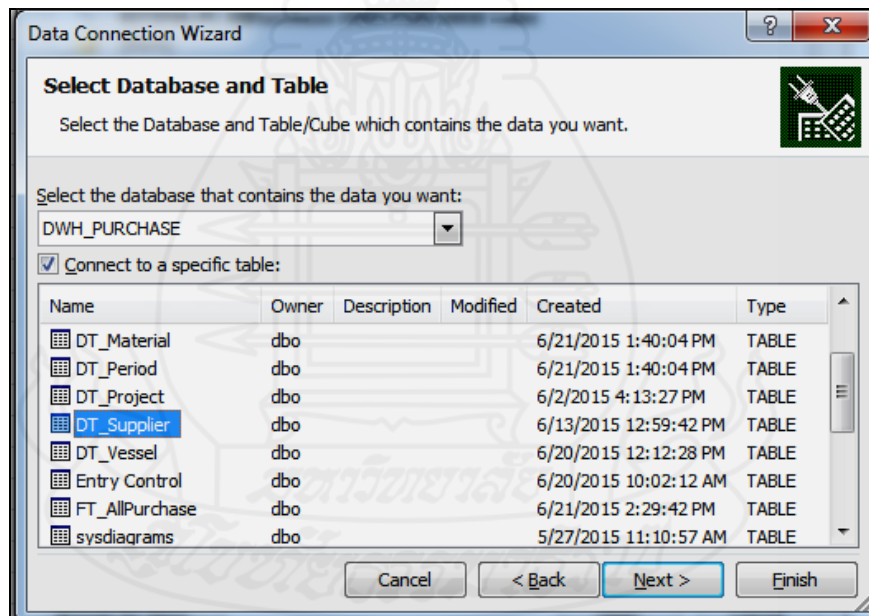 Data Connection Wizard
Select Database and Table
Select the Database and Table/Cube which contains the data you want.
Select the database that contains the data you want:
DWH_PURCHASE
Connect to a specific table:
Name Owner Description Modified Created Type
DT_Material dbo 6/21/2015 1:40:04 PM TABLE
DT_Period dbo 6/21/2015 1:40:04 PM TABLE
DT_Project dbo 6/2/2015 4:13:27 PM TABLE
DT_Supplier dbo 6/13/2015 12:59:42 PM TABLE
DT_Vessel dbo 6/20/2015 12:12:28 PM TABLE
Entry Control dbo 6/20/2015 10:02:12 AM TABLE
FT_AllPurchase dbo 6/21/2015 2:29:42 PM TABLE
sysdiagrams dbo 5/27/2015 11:10:57 AM TABLE
Cancel < Back Next > Finish